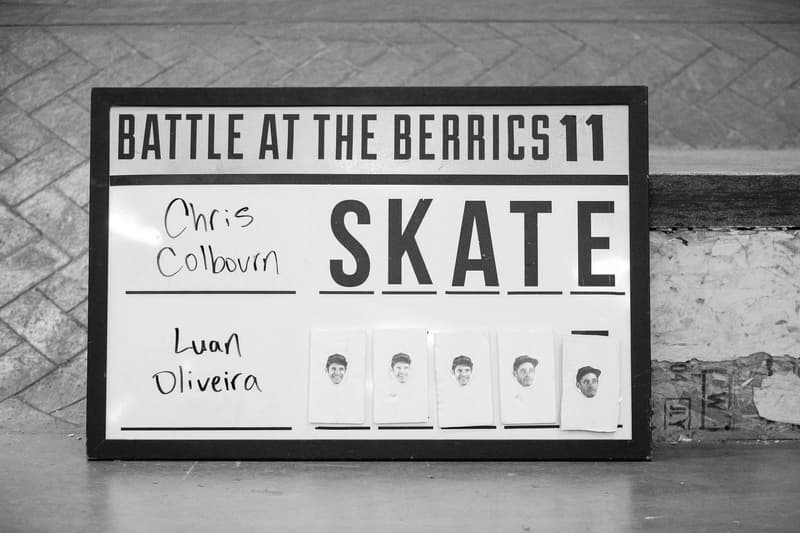 BATTLE AT THE BERRICS 11
Chris
Colbourn
SKATE
Luan
Oliveira